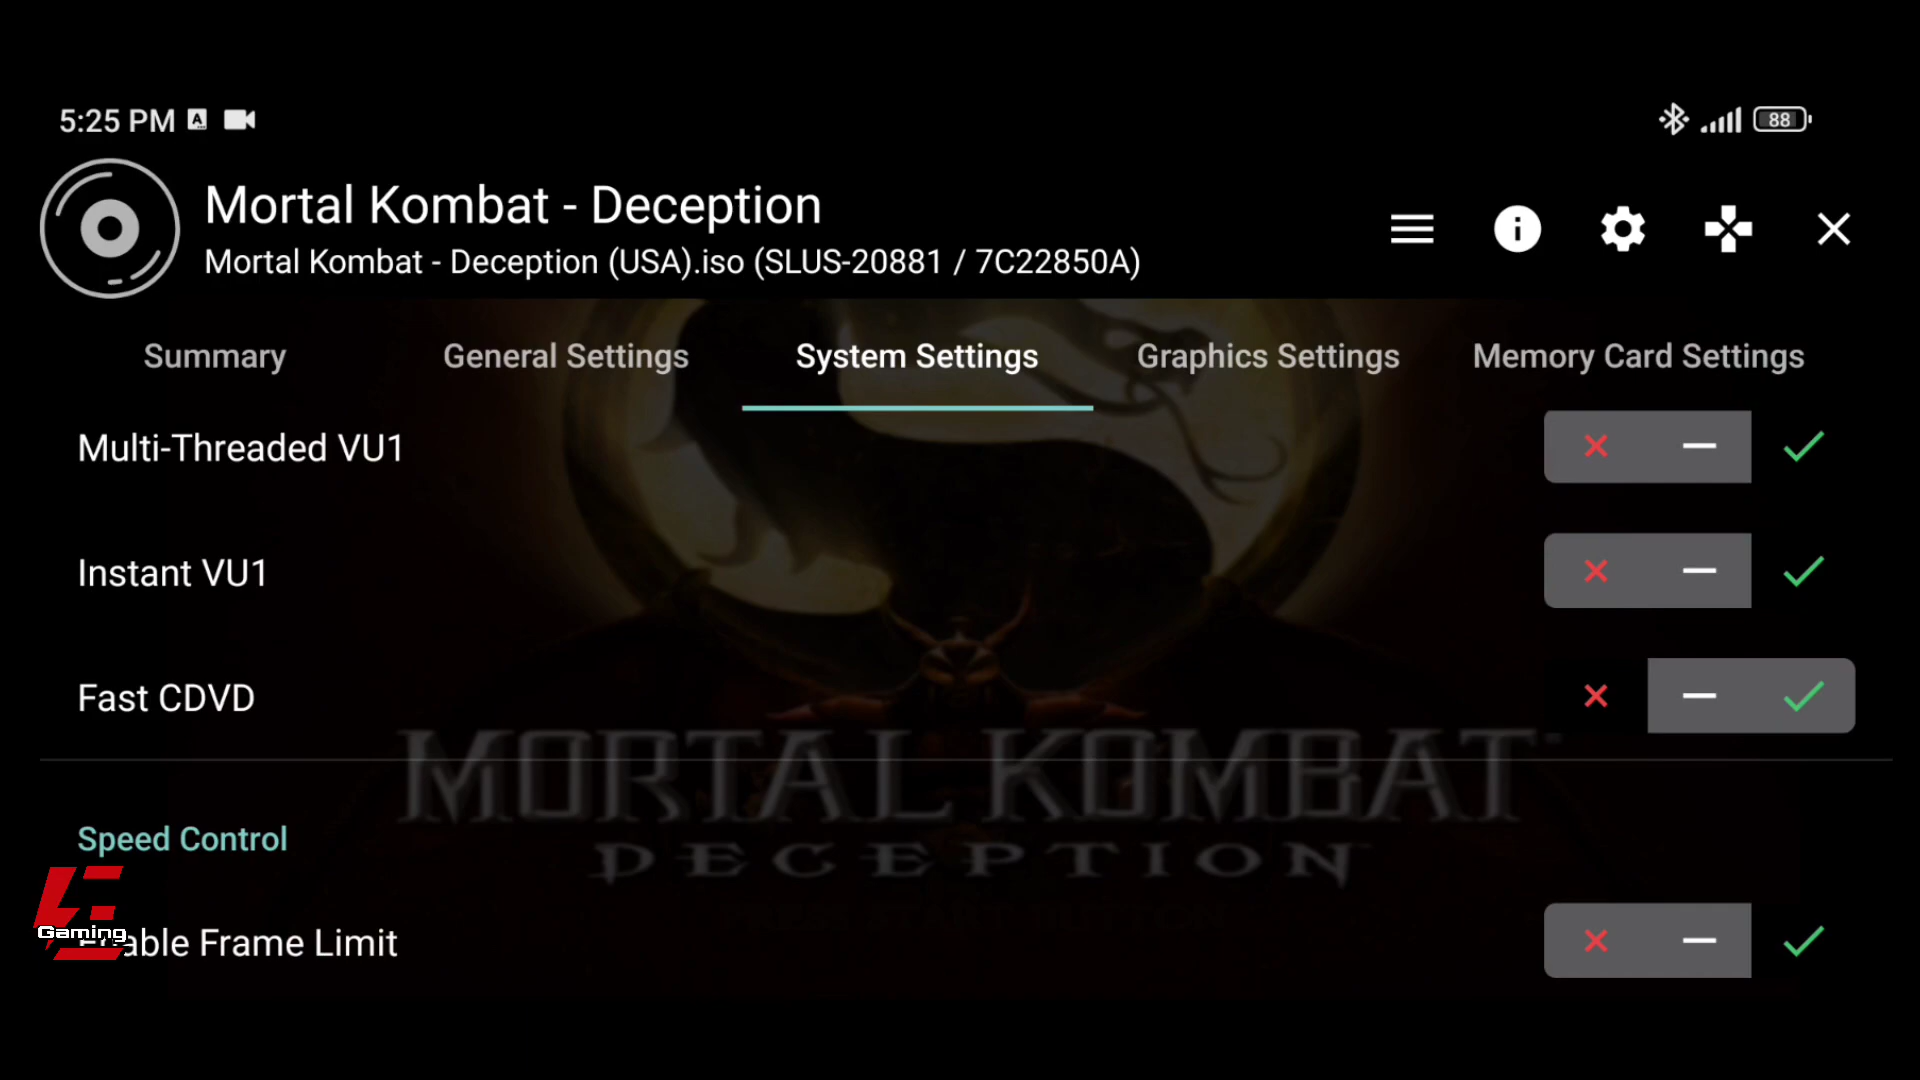 5:25 PM
88
Mortal Kombat - Deception
Mortal Kombat - Deception (USA).iso (SLUS-20881 / 7C22850A)
Summary
General Settings
System Settings
Graphics Settings
Memory Card Settings
Multi-Threaded VU1
Instant VU1
Fast CDVD
MORTAL KOMBAT
DECEPTION
Speed Control
Gaming
Enable Frame Limit